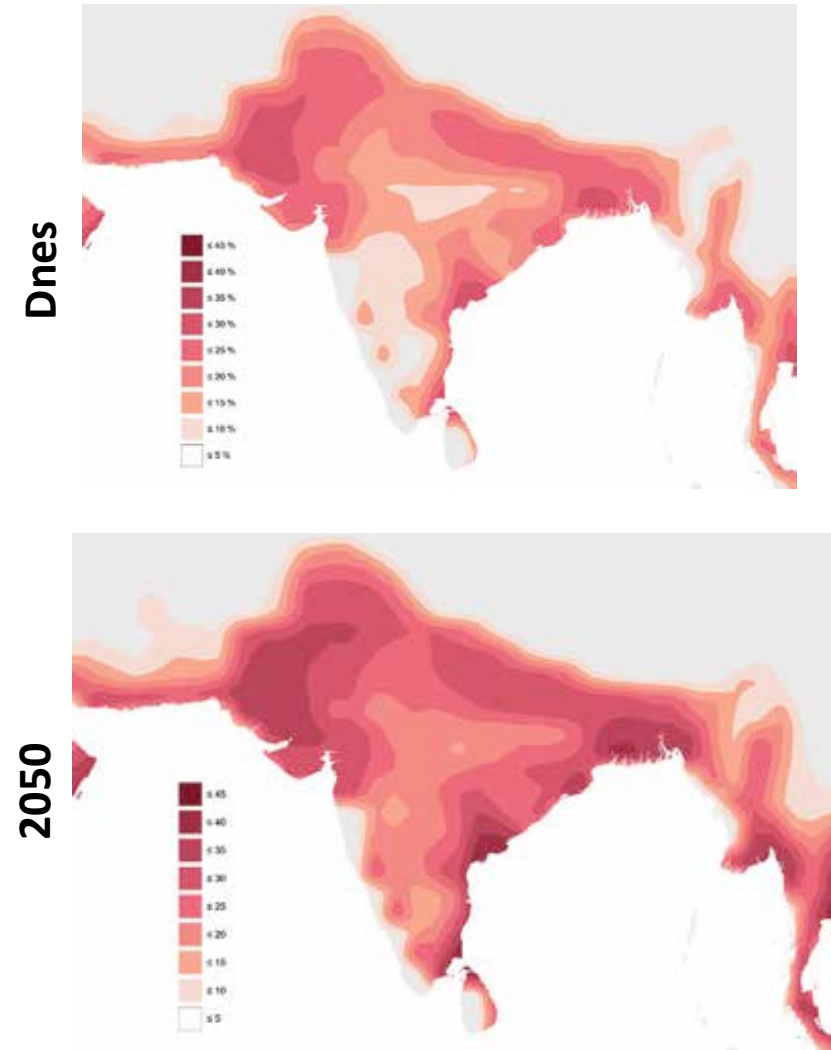 Dnes
≤ 45 %
≤ 40 %
≤ 35 %
≤ 30 %
≤ 25 %
≤ 20 %
≤ 15 %
≤ 10 %
≤ 5 %
2050
≤ 45
≤ 40
≤ 35
≤ 30
≤ 25
≤ 20
≤ 15
≤ 10
≤ 5